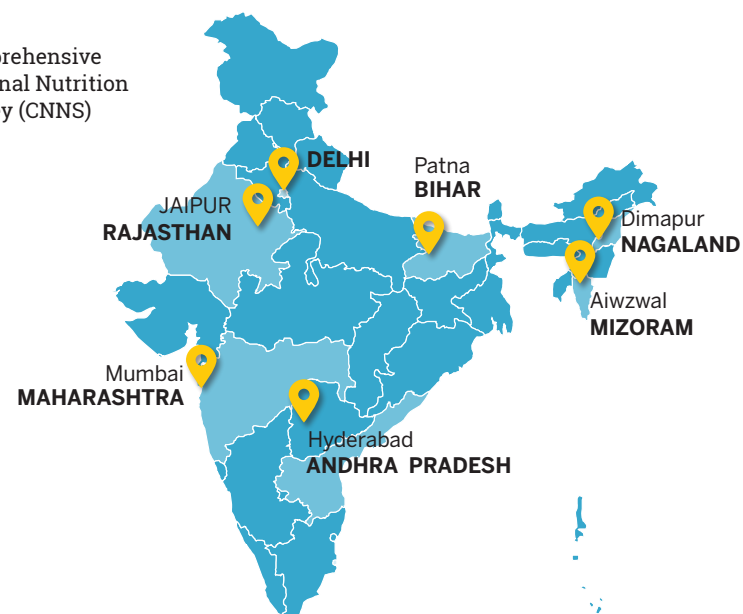 prehensive
nal Nutrition
y (CNNS)
DELHI
Patna
BIHAR
JAIPUR
RAJASTHAN
Dimapur
NAGALAND
Aiwzwal
MIZORAM
Mumbai
MAHARASHTRA
Hyderabad
ANDHRA PRADESH